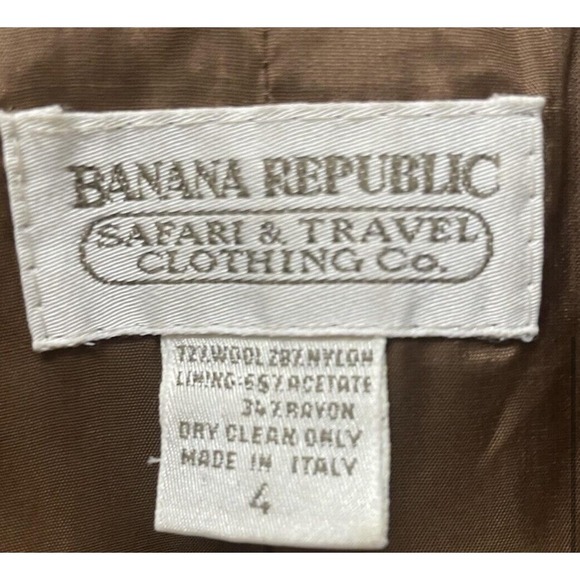 BANANA REPUBLIC
SAFARI & TRAVEL
CLOTHING Co.
72% WOOL 28% NYLON
LINING-66% ACETATE
34% RAYON
DRY CLEAN ONLY
MADE IN ITALY
4